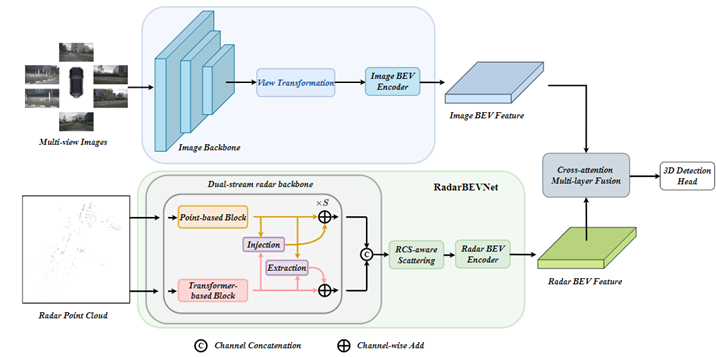 Multi-view Images
Image Backbone
View Transformation
Image BEV
Encoder
Image BEV Feature
Cross-attention
Multi-layer Fusion
3D Detection
Head
Dual-stream radar backbone
RadarBEVNet
×S
Point-based Block
Injection
Extraction
Transformer-
based Block
C
RCS-aware
Scattering
Radar BEV
Encoder
Radar BEV Feature
Radar Point Cloud
C Channel Concatenation
Channel-wise Add